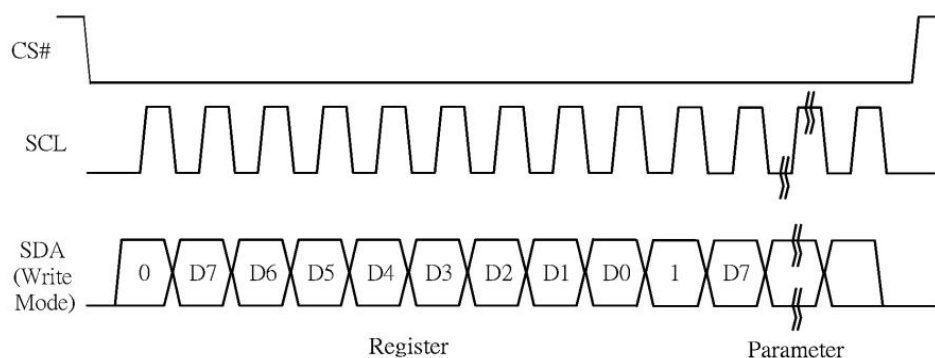 CS#
SCL
SDA
(Write
Mode)
0 D7 D6 D5 D4 D3 D2 D1 D0 1 D7
Register Parameter